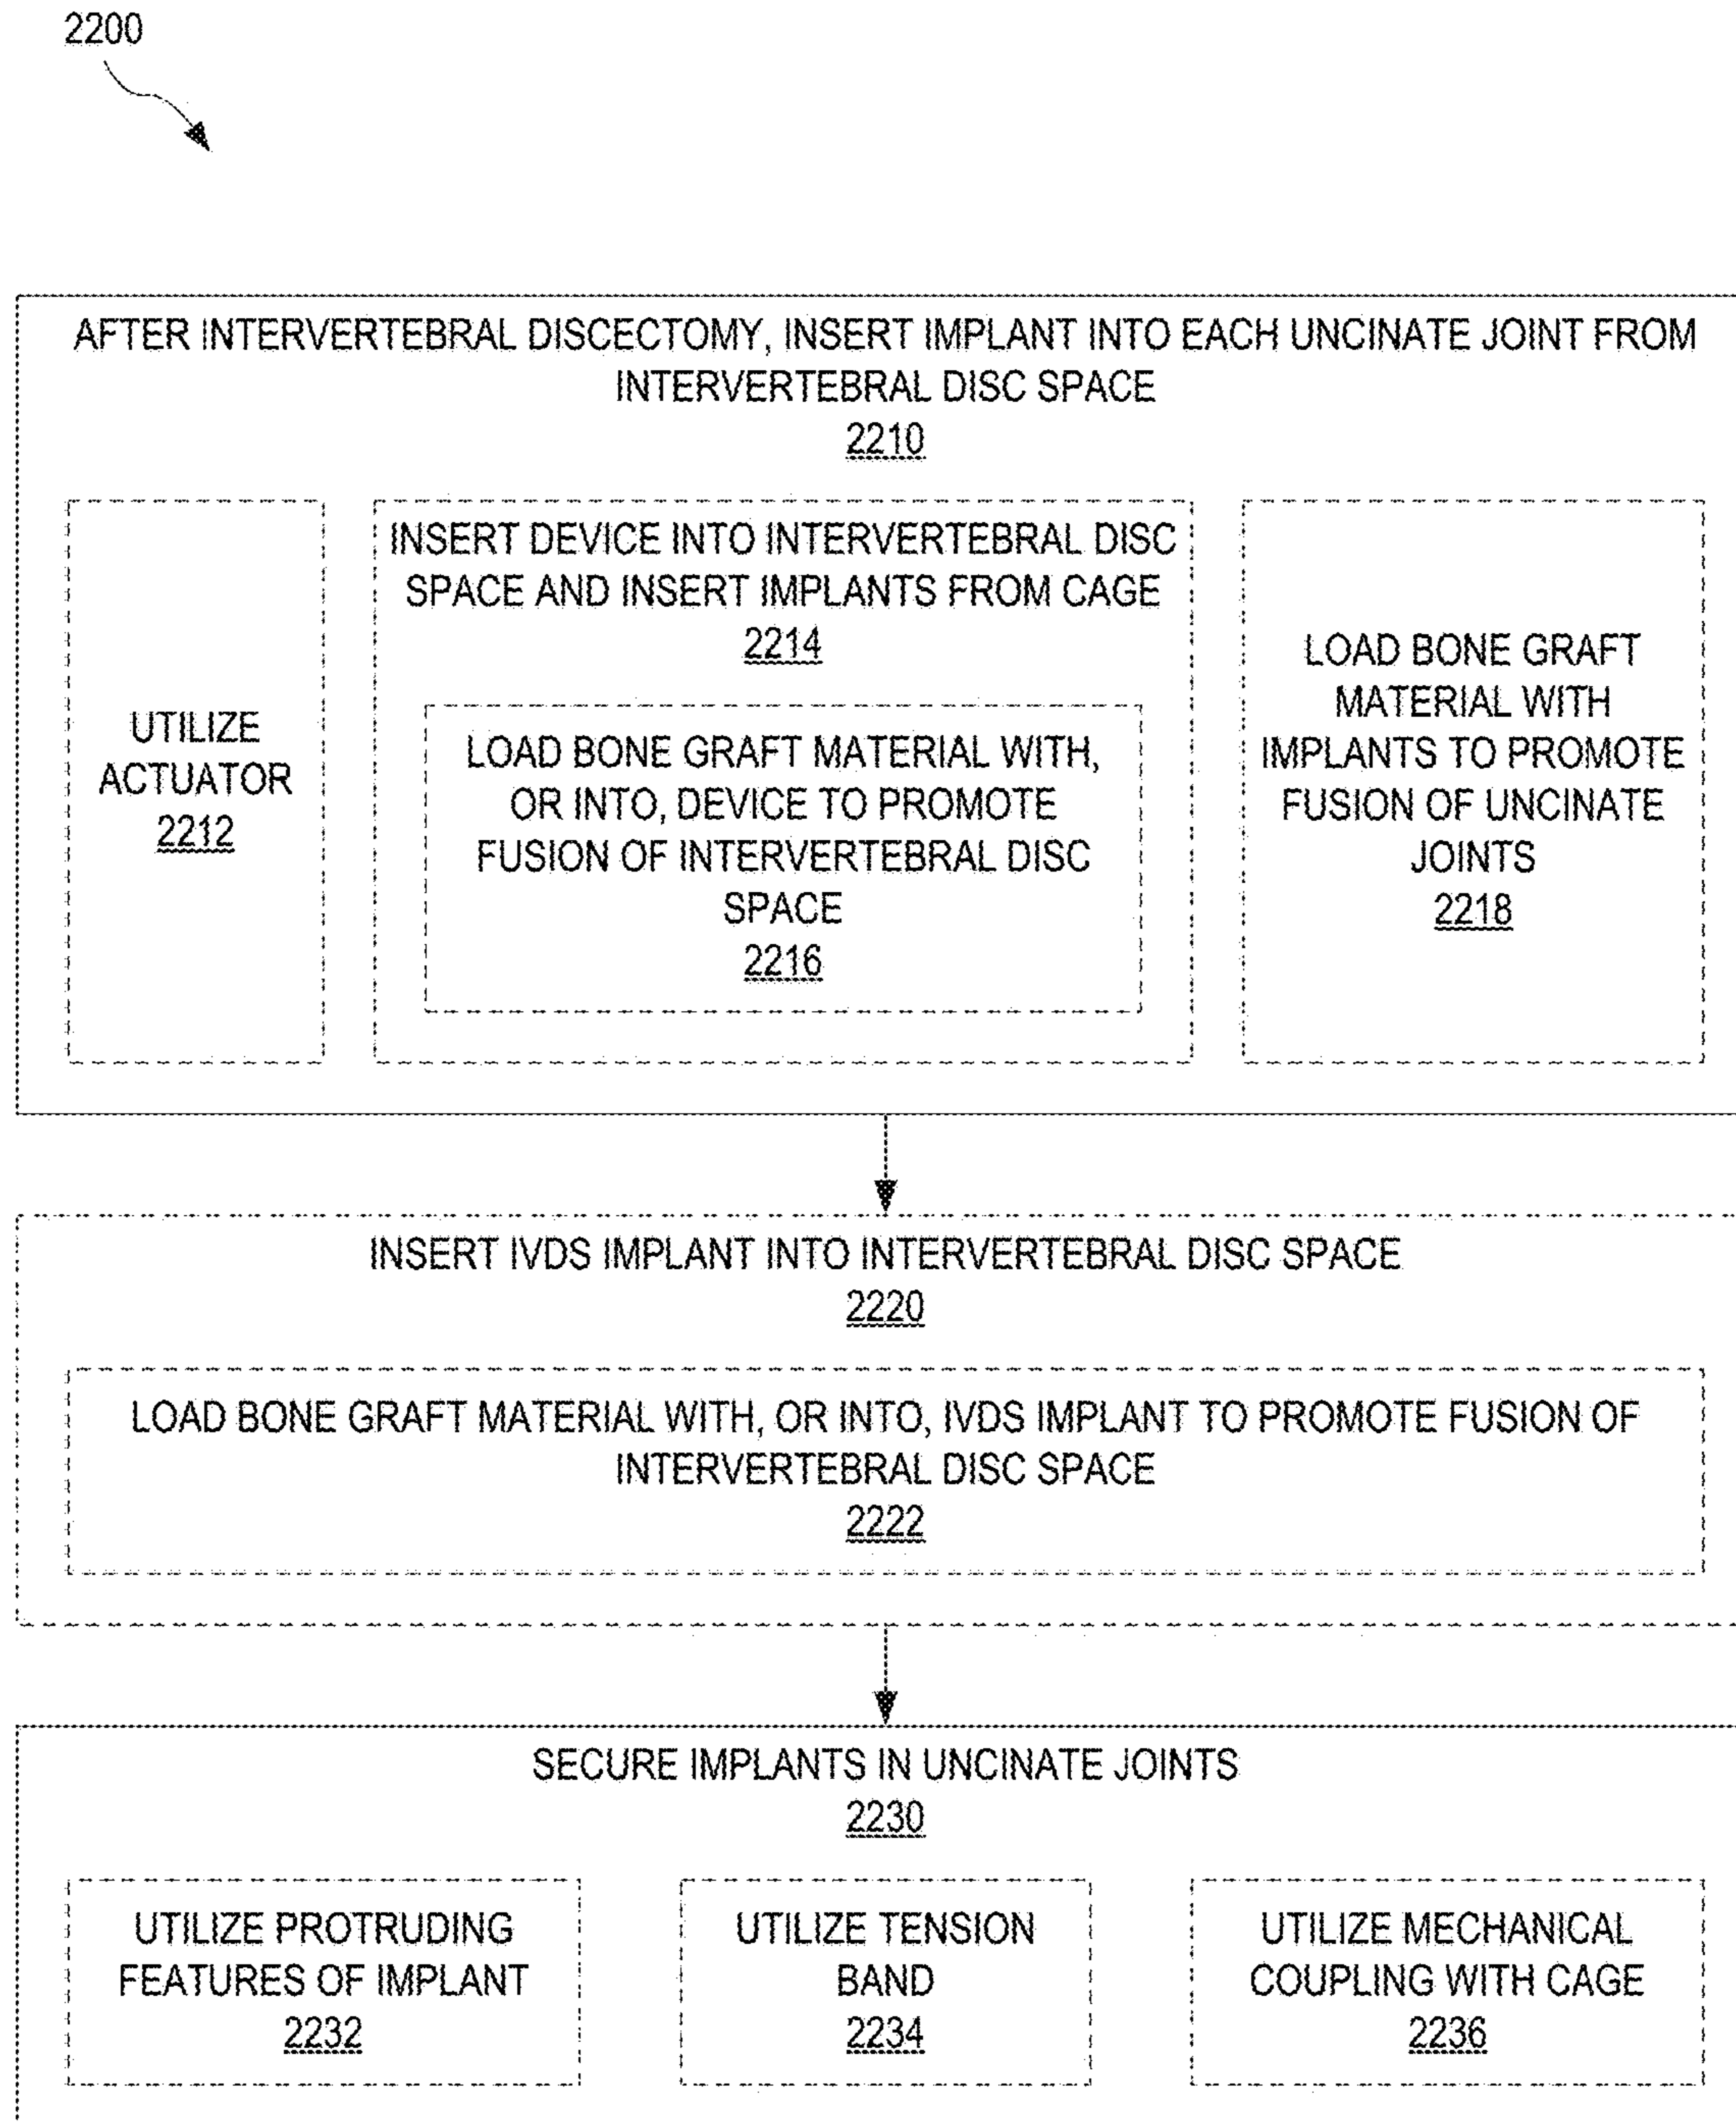 2200
AFTER INTERVERTEBRAL DISCECTOMY, INSERT IMPLANT INTO EACH UNCINATE JOINT FROM
INTERVERTEBRAL DISC SPACE
2210
UTILIZE
ACTUATOR
2212
INSERT DEVICE INTO INTERVERTEBRAL DISC
SPACE AND INSERT IMPLANTS FROM CAGE
2214
LOAD BONE GRAFT MATERIAL WITH,
OR INTO, DEVICE TO PROMOTE
FUSION OF INTERVERTEBRAL DISC
SPACE
2216
LOAD BONE GRAFT
MATERIAL WITH
IMPLANTS TO PROMOTE
FUSION OF UNCINATE
JOINTS
2218
INSERT IVDS IMPLANT INTO INTERVERTEBRAL DISC SPACE
2220
LOAD BONE GRAFT MATERIAL WITH, OR INTO, IVDS IMPLANT TO PROMOTE FUSION OF
INTERVERTEBRAL DISC SPACE
2222
SECURE IMPLANTS IN UNCINATE JOINTS
2230
UTILIZE PROTRUDING
FEATURES OF IMPLANT
2232
UTILIZE TENSION
BAND
2234
UTILIZE MECHANICAL
COUPLING WITH CAGE
2236